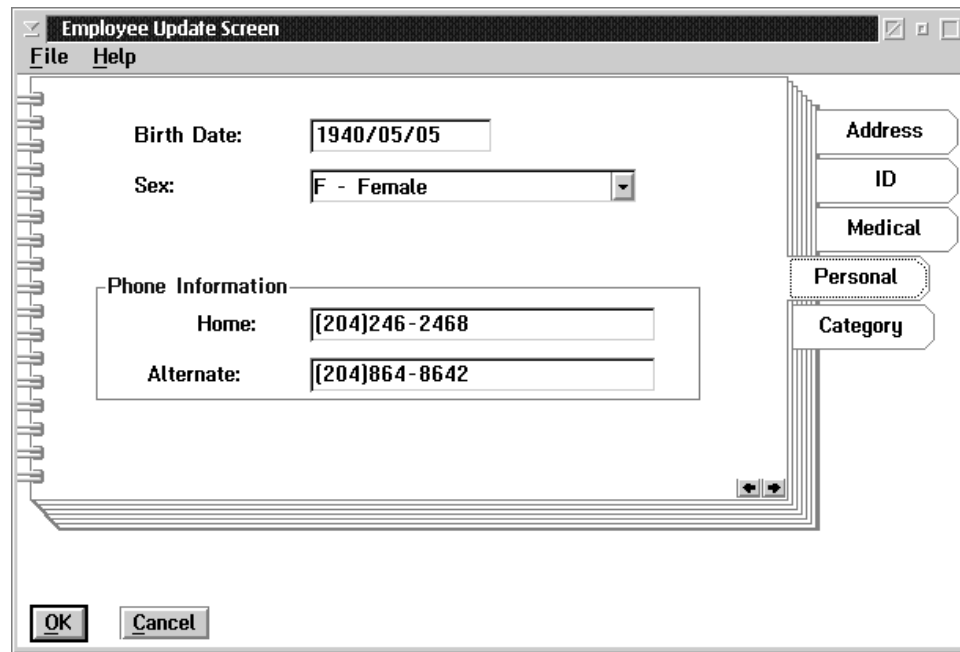 Employee Update Screen
File Help
Birth Date: 1940/05/05
Sex: F - Female
Phone Information
Home: (204)246-2468
Alternate: (204)864-8642
Address
ID
Medical
Personal
Category
OK Cancel